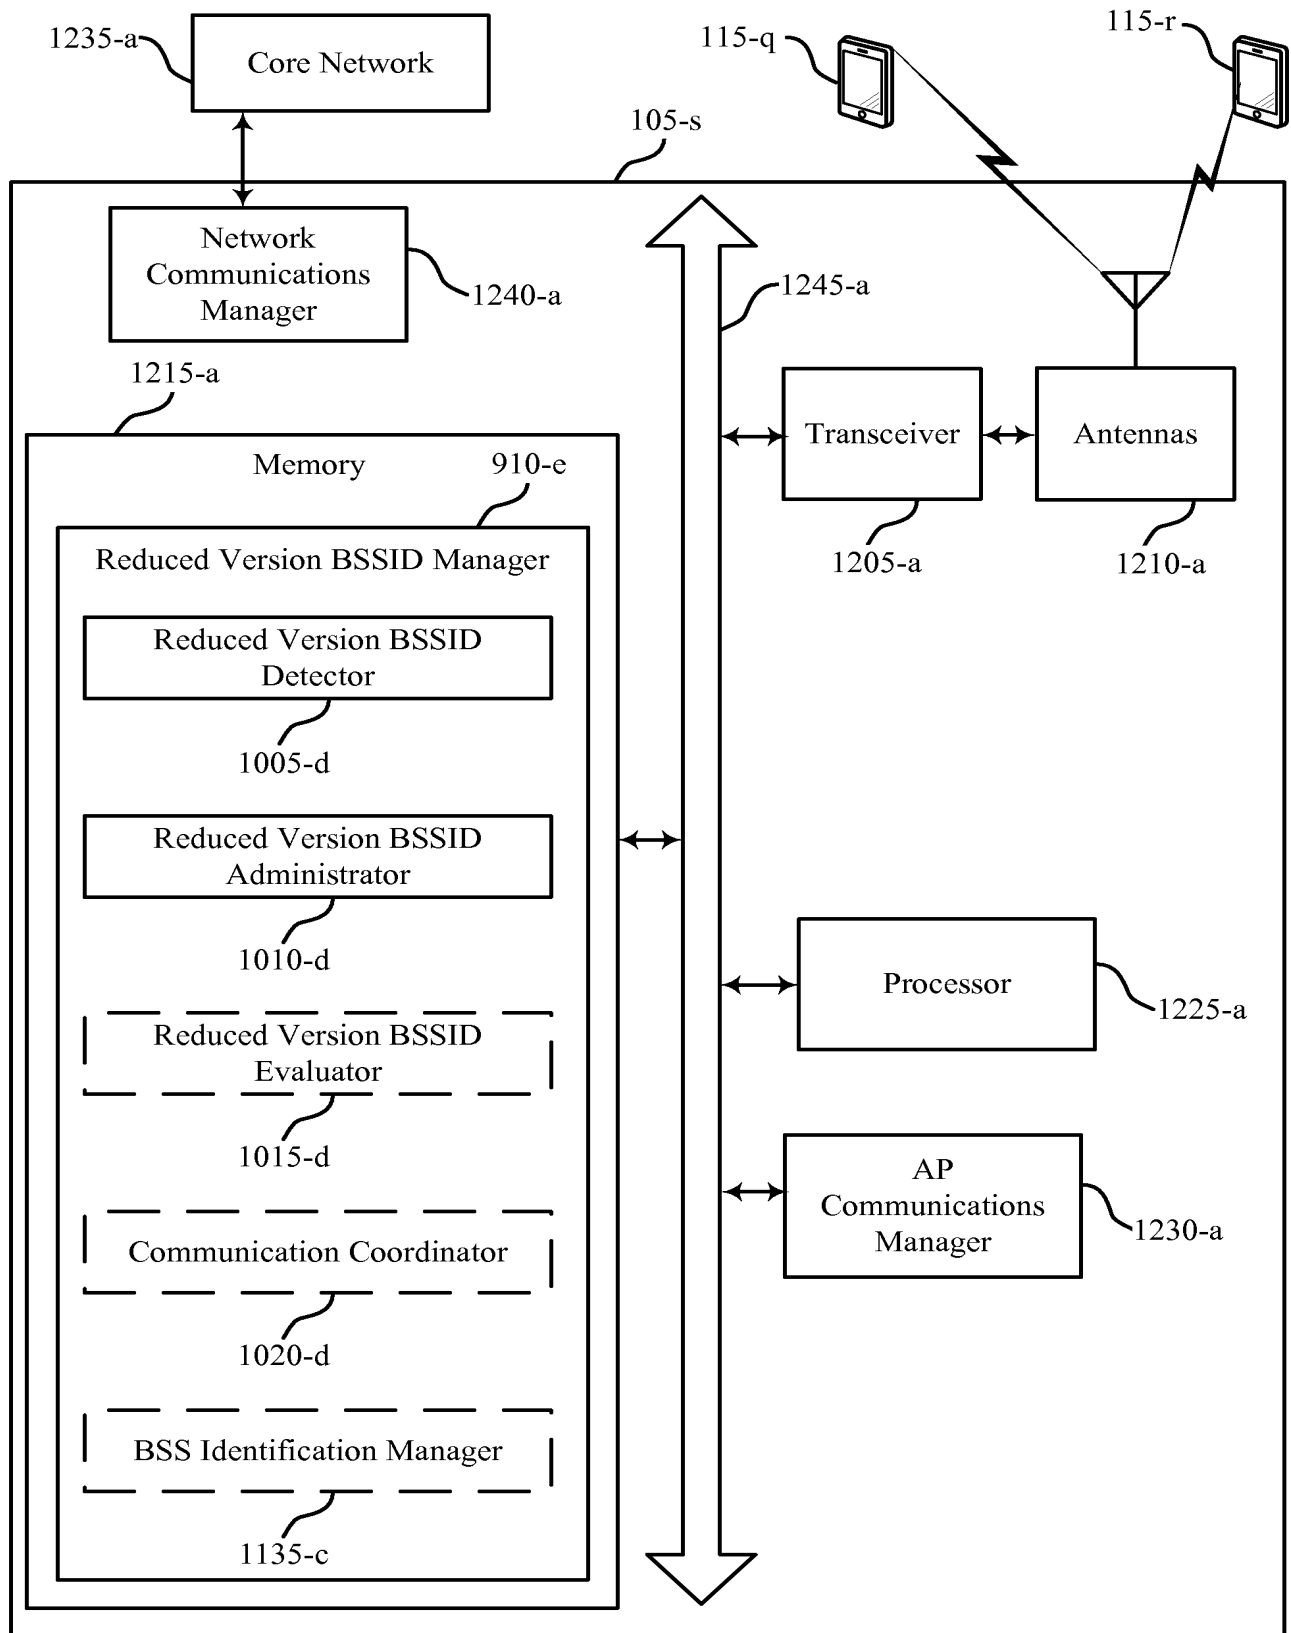 1235-a
Core Network
115-q
115-r
105-s
Network
Communications
Manager
1240-a
1245-a
1215-a
Transceiver
Antennas
1205-a
1210-a
Memory
910-e
Reduced Version BSSID Manager
Reduced Version BSSID
Detector
1005-d
Reduced Version BSSID
Administrator
1010-d
Processor
1225-a
Reduced Version BSSID
Evaluator
1015-d
AP
Communications
Manager
1230-a
Communication Coordinator
1020-d
BSS Identification Manager
1135-c